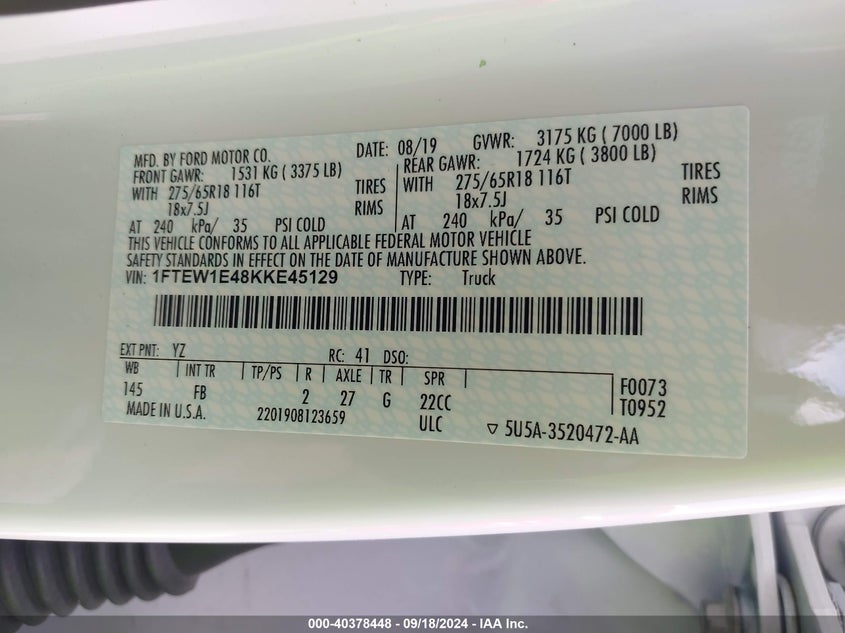 MFD. BY FORD MOTOR CO. DATE: 08/19 GVWR: 3175 KG ( 7000 LB)
FRONT GAWR: 1531 KG ( 3375 LB) REAR GAWR: 1724 KG ( 3800 LB)
WITH 275/65R18 116T TIRES WITH 275/65R18 116T TIRES
18x7.5J RIMS 18x7.5J RIMS
AT 240 kPa/ 35 PSI COLD AT 240 kPa/ 35 PSI COLD
THIS VEHICLE CONFORMS TO ALL APPLICABLE FEDERAL MOTOR VEHICLE
SAFETY STANDARDS IN EFFECT ON THE DATE OF MANUFACTURE SHOWN ABOVE.
VIN: 1FTEW1E48KKE45129 TYPE: Truck
EXT PNT: YZ RC: 41 DSO:
WB INT TR TP/PS R AXLE TR SPR F0073
145 FB 2 27 G 22CC T0952
MADE IN U.S.A. 2201908123659 ULC ▽ 5U5A-3520472-AA
000-40378448 - 09/18/2024 - IAA Inc.